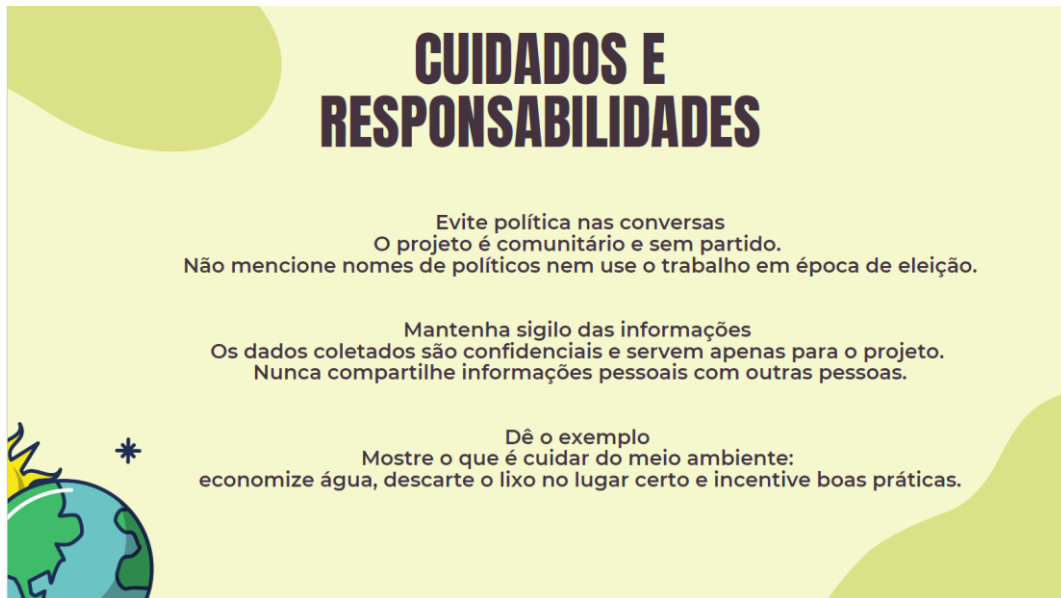 CUIDADOS E
RESPONSABILIDADES
Evite política nas conversas
O projeto é comunitário e sem partido.
Não mencione nomes de políticos nem use o trabalho em época de eleição.
Mantenha sigilo das informações
Os dados coletados são confidenciais e servem apenas para o projeto.
Nunca compartilhe informações pessoais com outras pessoas.
Dê o exemplo
Mostre o que é cuidar do meio ambiente:
economize água, descarte o lixo no lugar certo e incentive boas práticas.